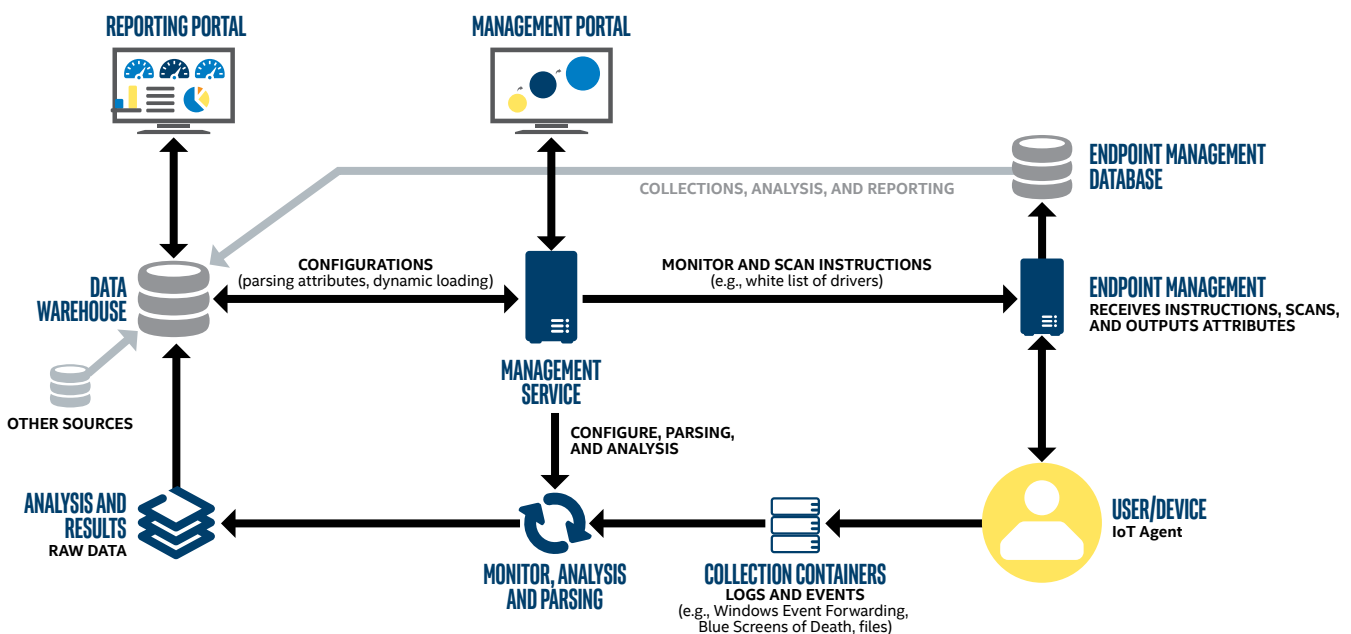 REPORTING PORTAL
MANAGEMENT PORTAL
ENDPOINT MANAGEMENT
DATABASE
COLLECTIONS, ANALYSIS, AND REPORTING
DATA
WAREHOUSE
CONFIGURATIONS
(parsing attributes, dynamic loading)
MONITOR AND SCAN INSTRUCTIONS
(e.g., white list of drivers)
ENDPOINT MANAGEMENT
RECEIVES INSTRUCTIONS, SCANS,
AND OUTPUTS ATTRIBUTES
MANAGEMENT
SERVICE
OTHER SOURCES
CONFIGURE, PARSING,
AND ANALYSIS
ANALYSIS AND
RESULTS
RAW DATA
USER/DEVICE
IoT Agent
MONITOR, ANALYSIS
AND PARSING
COLLECTION CONTAINERS
LOGS AND EVENTS
(e.g., Windows Event Forwarding,
Blue Screens of Death, files)